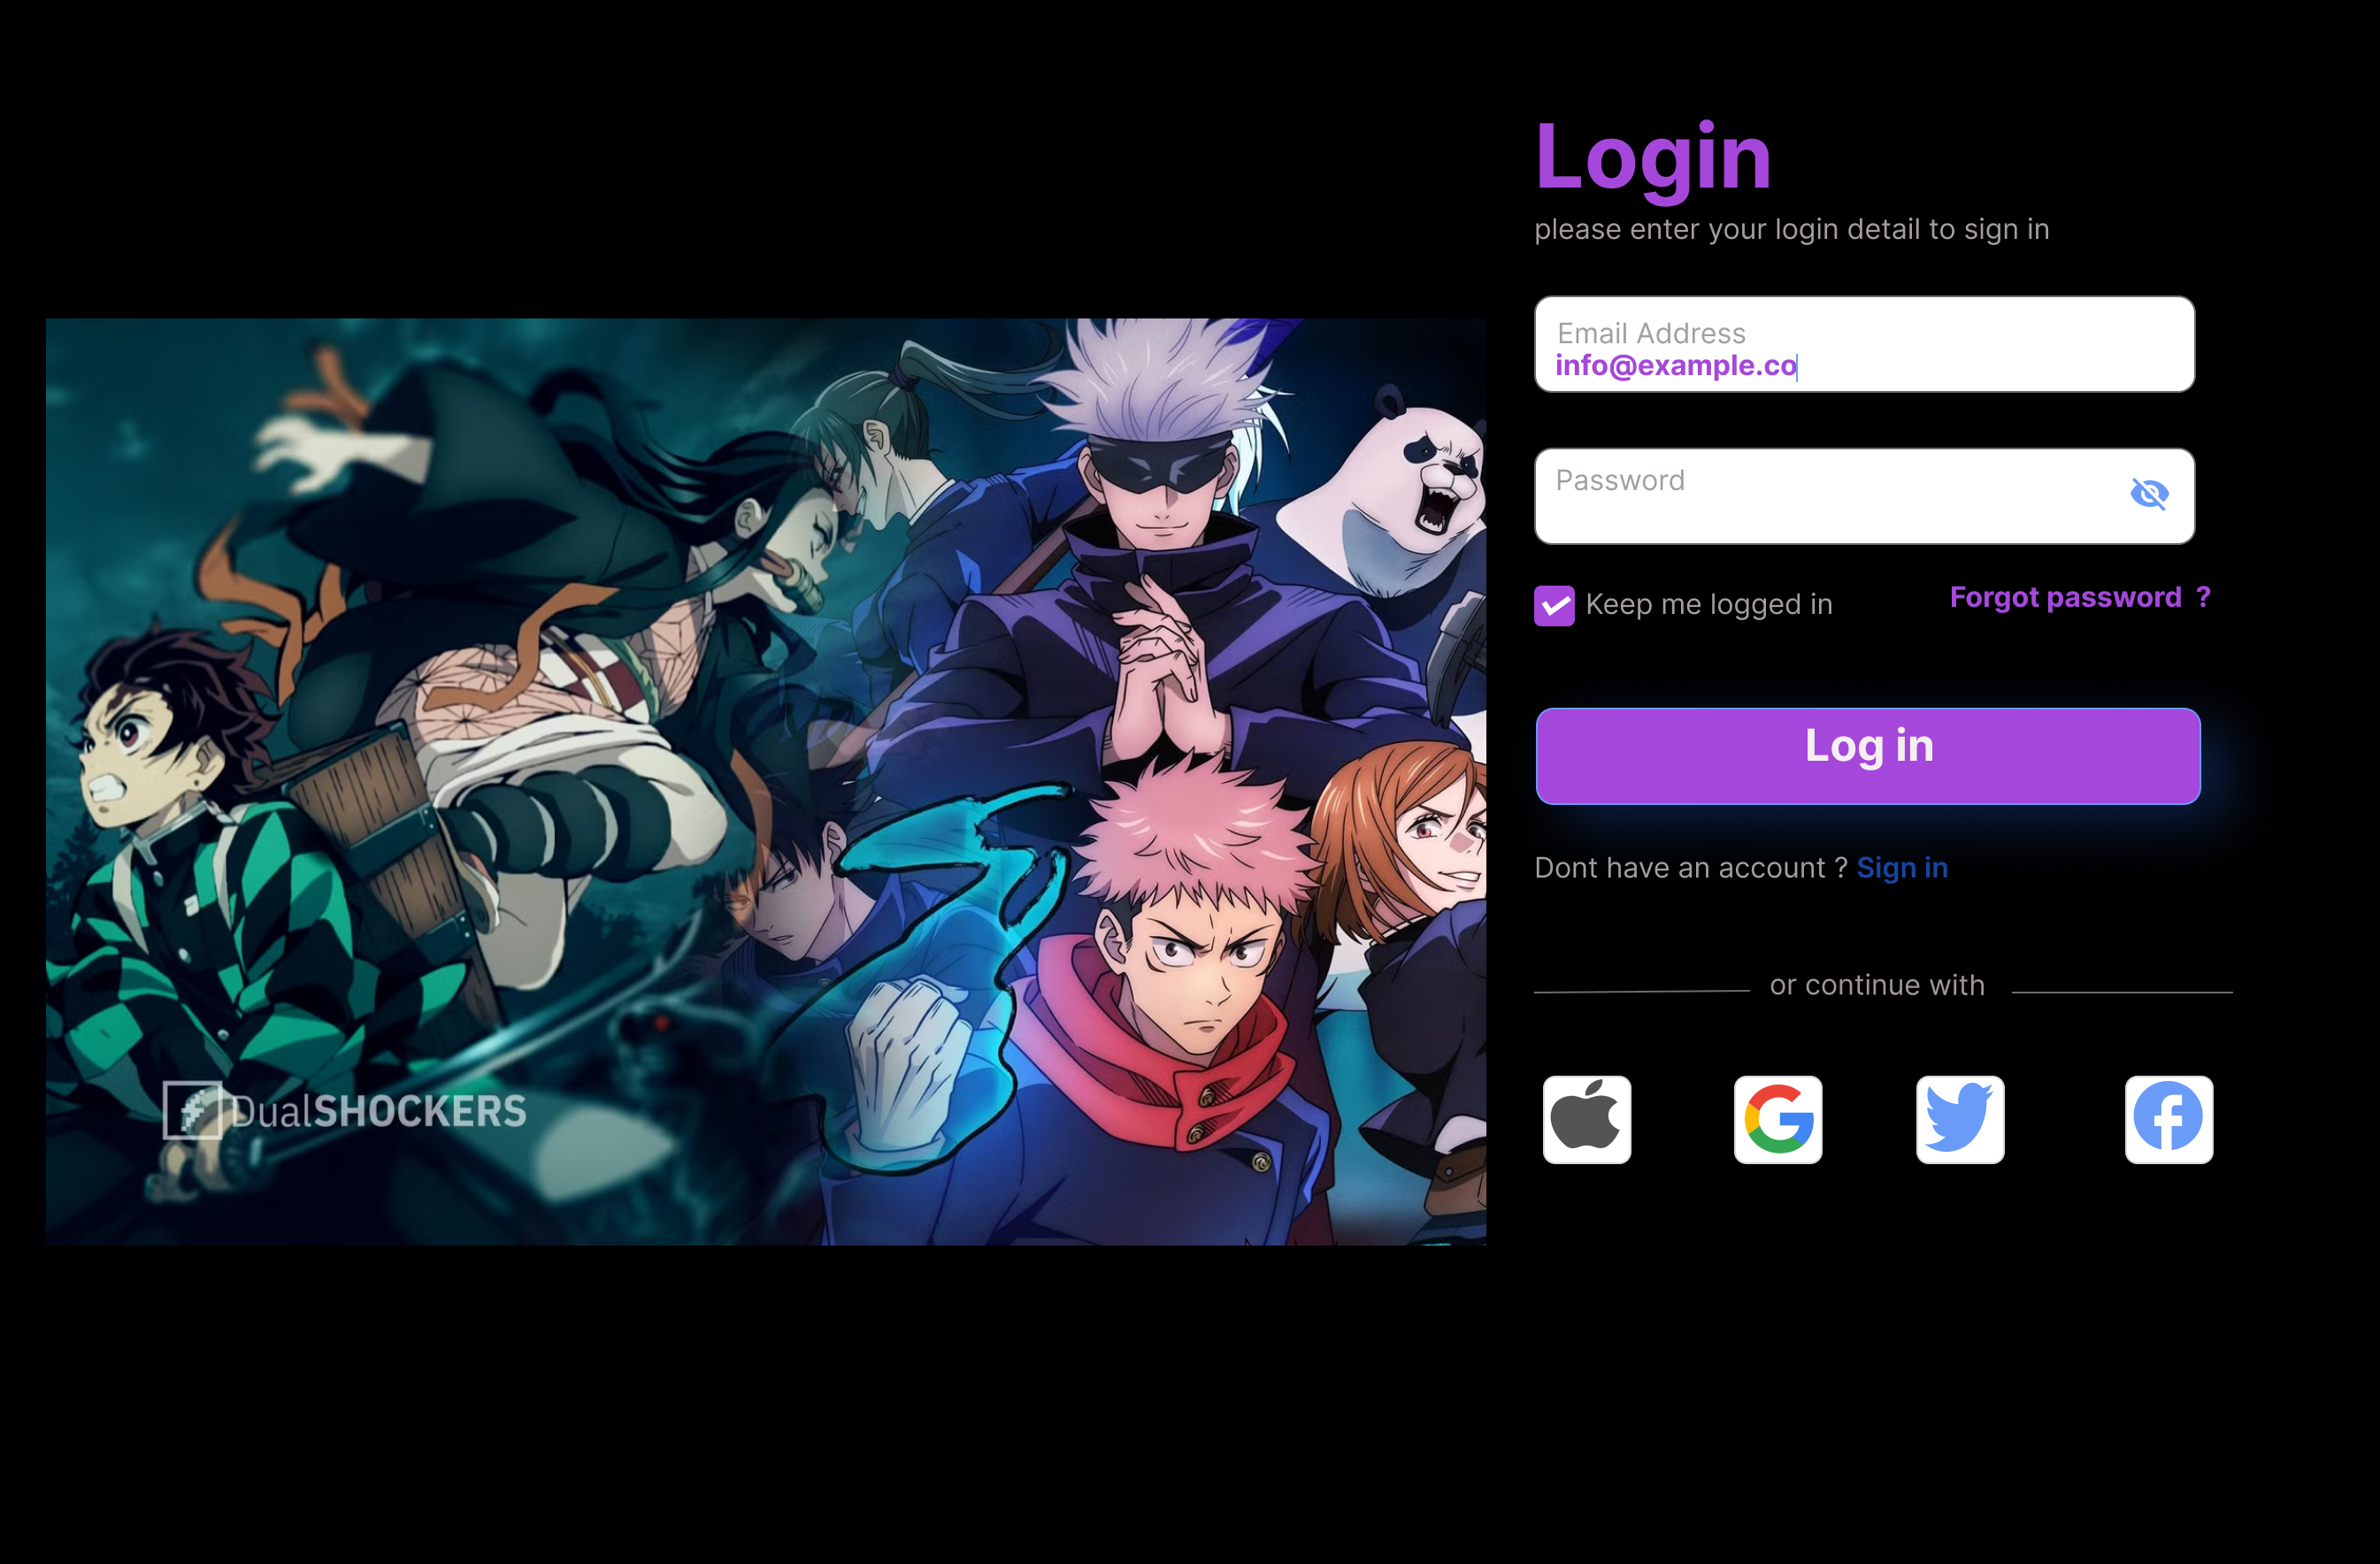 Login
please enter your login detail to sign in
Email Address
info@example.co
Password
Keep me logged in
Forgot password ?
Log in
Dont have an account ? Sign in
or continue with
DualSHOCKERS